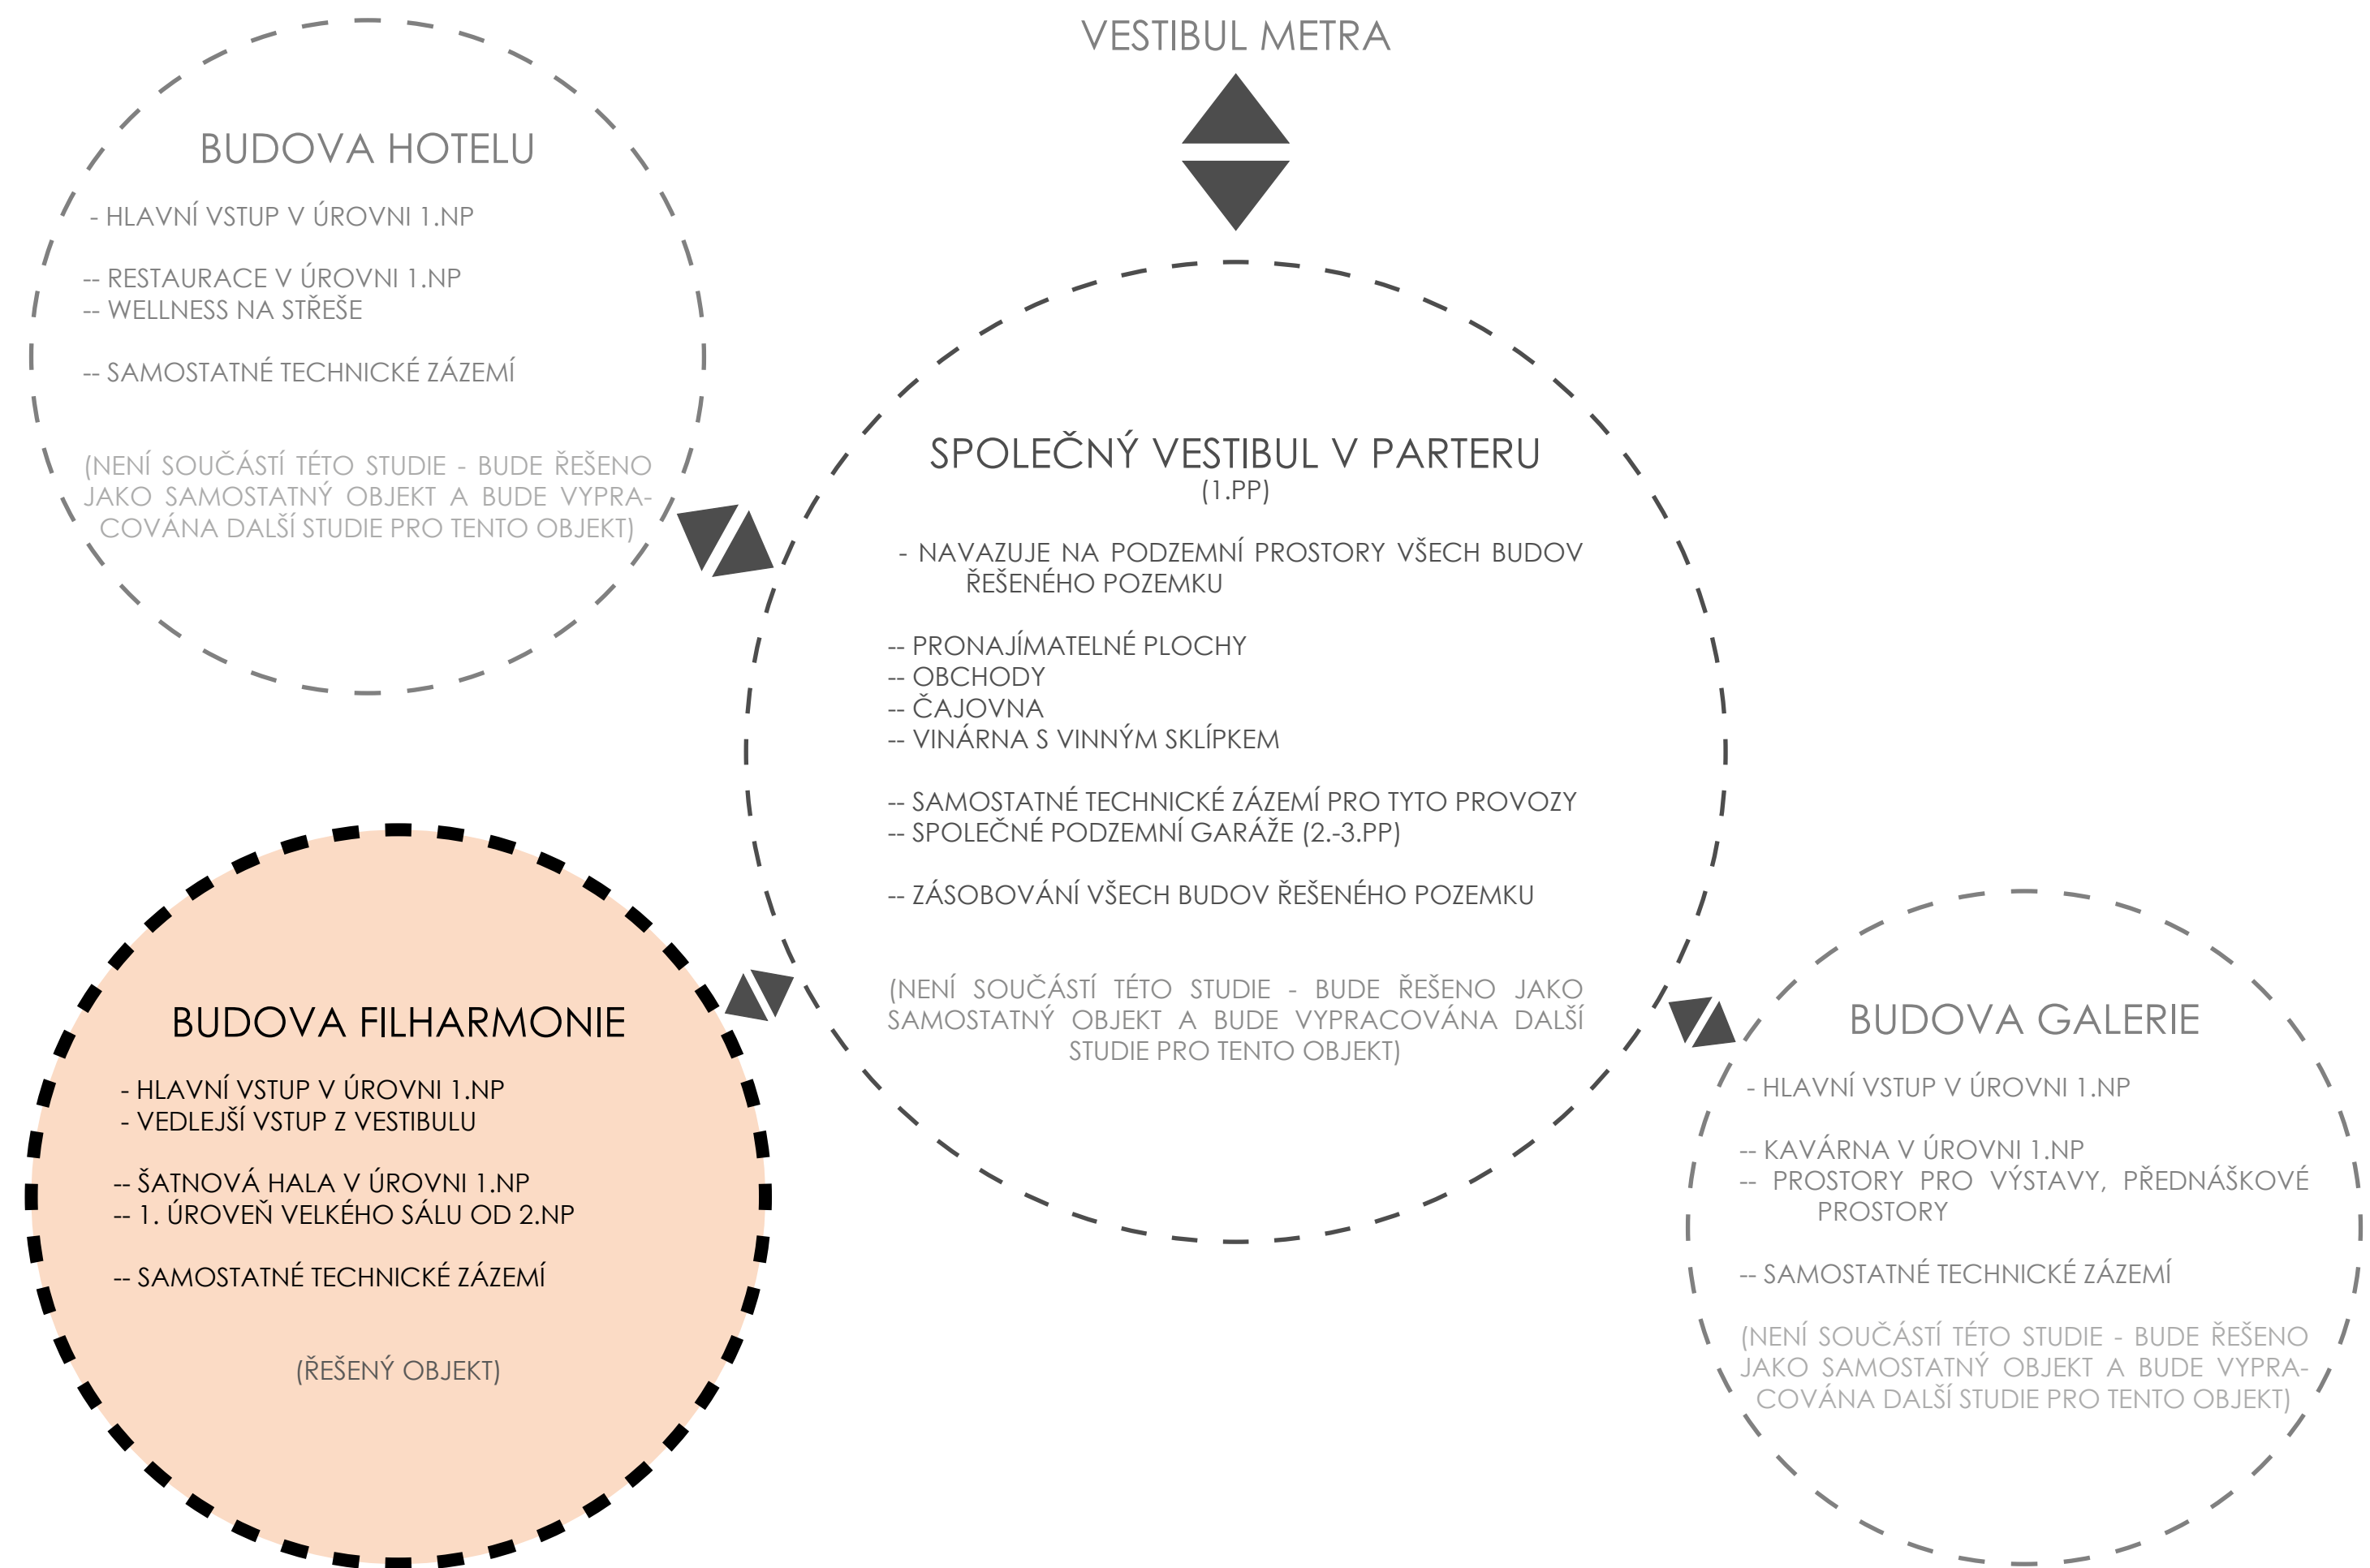 VESTIBUL METRA
BUDOVA HOTELU
- HLAVNÍ VSTUP V ÚROVNI 1.NP
-- RESTAURACE V ÚROVNI 1.NP
-- WELLNESS NA STŘEŠE
-- SAMOSTATNÉ TECHNICKÉ ZÁZEMÍ
(NENÍ SOUČÁSTÍ TÉTO STUDIE - BUDE ŘEŠENO
JAKO SAMOSTATNÝ OBJEKT A BUDE VYPRA-
COVÁNA DALŠÍ STUDIE PRO TENTO OBJEKT)
SPOLEČNÝ VESTIBUL V PARTERU
(1.PP)
- NAVAZUJE NA PODZEMNÍ PROSTORY VŠECH BUDOV
ŘEŠENÉHO POZEMKU
-- PRONAJÍMATELNÉ PLOCHY
-- OBCHODY
-- ČAJOVNA
-- VINÁRNA S VINNÝM SKLÍPKEM
-- SAMOSTATNÉ TECHNICKÉ ZÁZEMÍ PRO TYTO PROVOZY
-- SPOLEČNÉ PODZEMNÍ GARÁŽE (2.-3.PP)
-- ZÁSOBOVÁNÍ VŠECH BUDOV ŘEŠENÉHO POZEMKU
(NENÍ SOUČÁSTÍ TÉTO STUDIE - BUDE ŘEŠENO JAKO
SAMOSTATNÝ OBJEKT A BUDE VYPRACOVÁNA DALŠÍ
STUDIE PRO TENTO OBJEKT)
BUDOVA FILHARMONIE
- HLAVNÍ VSTUP V ÚROVNI 1.NP
- VEDLEJŠÍ VSTUP Z VESTIBULU
-- ŠATNOVÁ HALA V ÚROVNI 1.NP
-- 1. ÚROVEŇ VELKÉHO SÁLU OD 2.NP
-- SAMOSTATNÉ TECHNICKÉ ZÁZEMÍ
(ŘEŠENÝ OBJEKT)
BUDOVA GALERIE
- HLAVNÍ VSTUP V ÚROVNI 1.NP
-- KAVÁRNA V ÚROVNI 1.NP
-- PROSTORY PRO VÝSTAVY, PŘEDNÁŠKOVÉ
PROSTORY
-- SAMOSTATNÉ TECHNICKÉ ZÁZEMÍ
(NENÍ SOUČÁSTÍ TÉTO STUDIE - BUDE ŘEŠENO
JAKO SAMOSTATNÝ OBJEKT A BUDE VYPRA-
COVÁNA DALŠÍ STUDIE PRO TENTO OBJEKT)